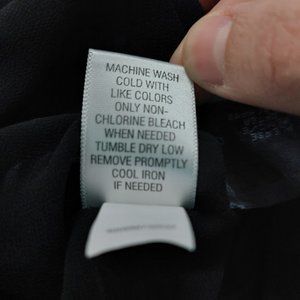 MACHINE WASH
COLD WITH
LIKE COLORS
ONLY NON-
CHLORINE BLEACH
WHEN NEEDED
TUMBLE DRY LOW
REMOVE PROMPTLY
COOL IRON
IF NEEDED